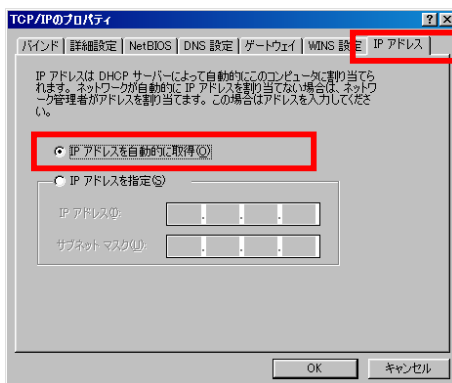 TCP/IPのプロパティ
バインド 詳細設定 NetBIOS DNS 設定 ゲートウェイ WINS 設定 IP アドレス
IP アドレスは DHCP サーバーによって自動的にこのコンピュータに割り当てら
れます。ネットワークが自動的に IP アドレスを割り当てない場合は、ネットワ
ーク管理者がアドレスを割り当てます。この場合はアドレスを入力してくださ
い。
IP アドレスを自動的に取得(O)
IP アドレスを指定(S)
IP アドレス(I):
サブネット マスク(U):
OK キャンセル